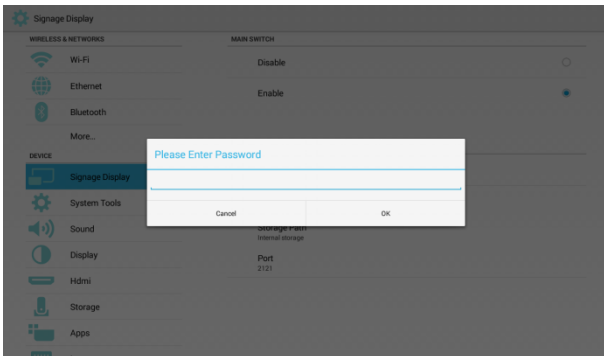 Signage Display
WIRELESS & NETWORKS
Wi-Fi
Ethernet
Bluetooth
More...
DEVICE
Signage Display
System Tools
Sound
Display
Hdmi
Storage
Apps
MAIN SWITCH
Disable
Enable
Please Enter Password
Cancel
OK
Storage Path
Internal storage
Port
2121